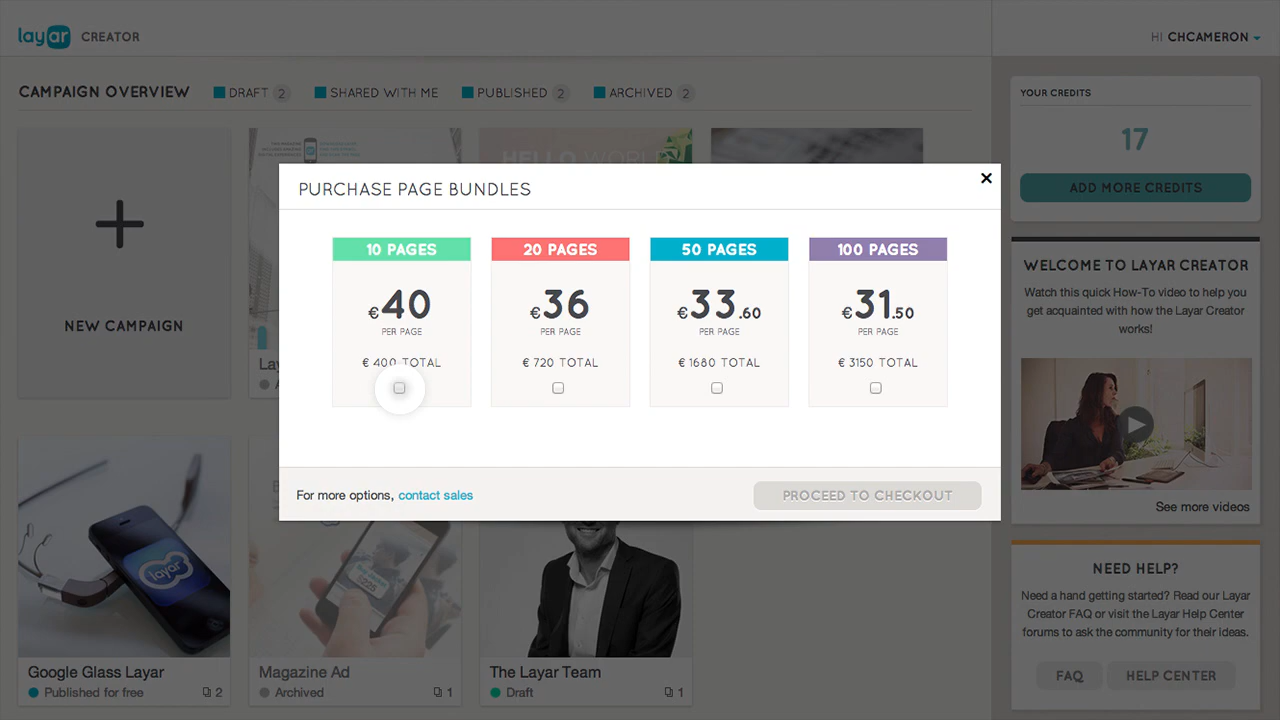 layar CREATOR
HI CHCAMERON
CAMPAIGN OVERVIEW
DRAFT 2
SHARED WITH ME
PUBLISHED 2
ARCHIVED 2
YOUR CREDITS
17
ADD MORE CREDITS
HELLO WORLD
PURCHASE PAGE BUNDLES
10 PAGES
€40
PER PAGE
€ 400 TOTAL
20 PAGES
€36
PER PAGE
€ 720 TOTAL
50 PAGES
€33.60
PER PAGE
€ 1680 TOTAL
100 PAGES
€31.50
PER PAGE
€ 3150 TOTAL
For more options, contact sales
PROCEED TO CHECKOUT
NEW CAMPAIGN
WELCOME TO LAYAR CREATOR
Watch this quick How-To video to help you
get acquainted with how the Layar Creator
works!
See more videos
layar
Google Glass Layar
Published for free
2
Magazine Ad
Archived
1
The Layar Team
Draft
1
NEED HELP?
Need a hand getting started? Read our Layar
Creator FAQ or visit the Layar Help Center
forums to ask the community for their ideas.
FAQ
HELP CENTER